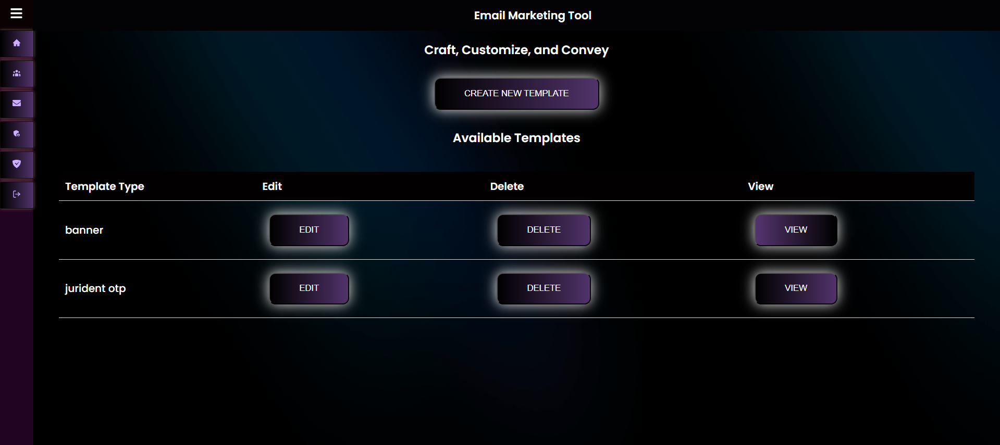 Email Marketing Tool
Craft, Customize, and Convey
CREATE NEW TEMPLATE
Available Templates
Template Type Edit Delete View
banner EDIT DELETE VIEW
jurident otp EDIT DELETE VIEW